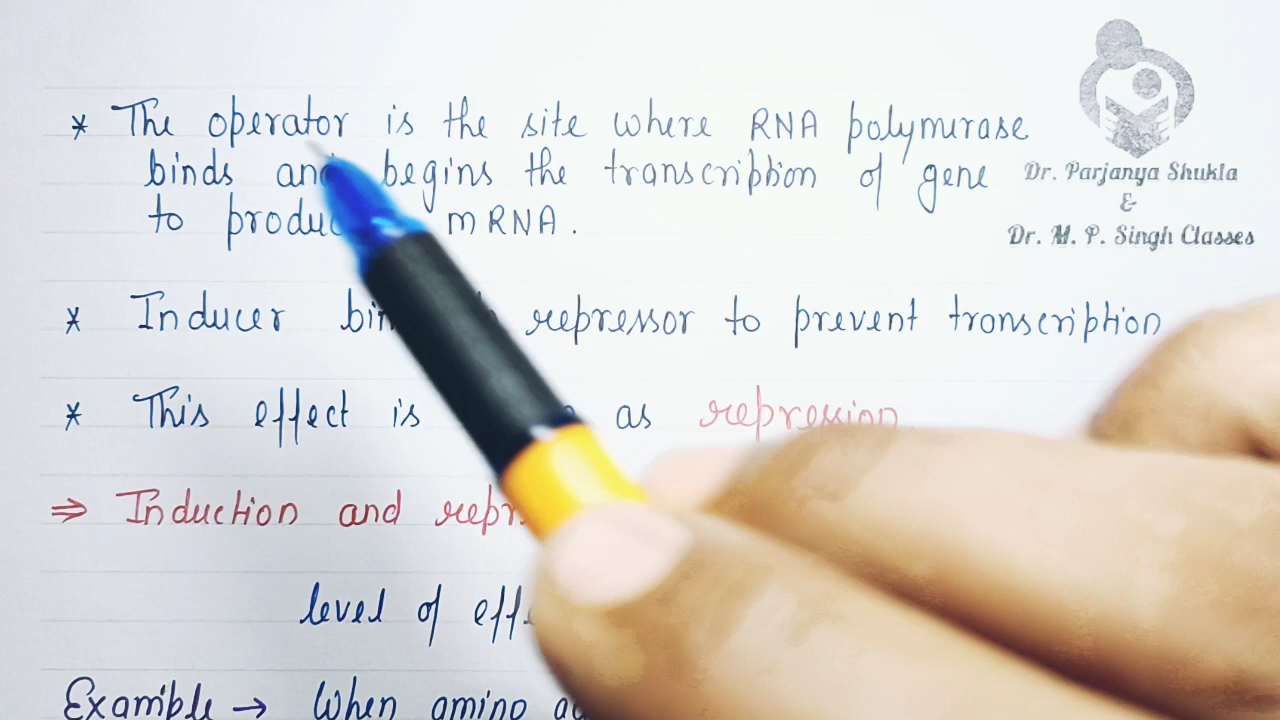 * The operator is the site where RNA polymerase
binds and begins the transcription of gene
to mRNA.
* Inducer repressor to prevent transcription
* This effect is as repression.
⇒ Induction and
level of
Example → When amino
Dr. Parjanya Shukla
&
Dr. M. P. Singh Classes